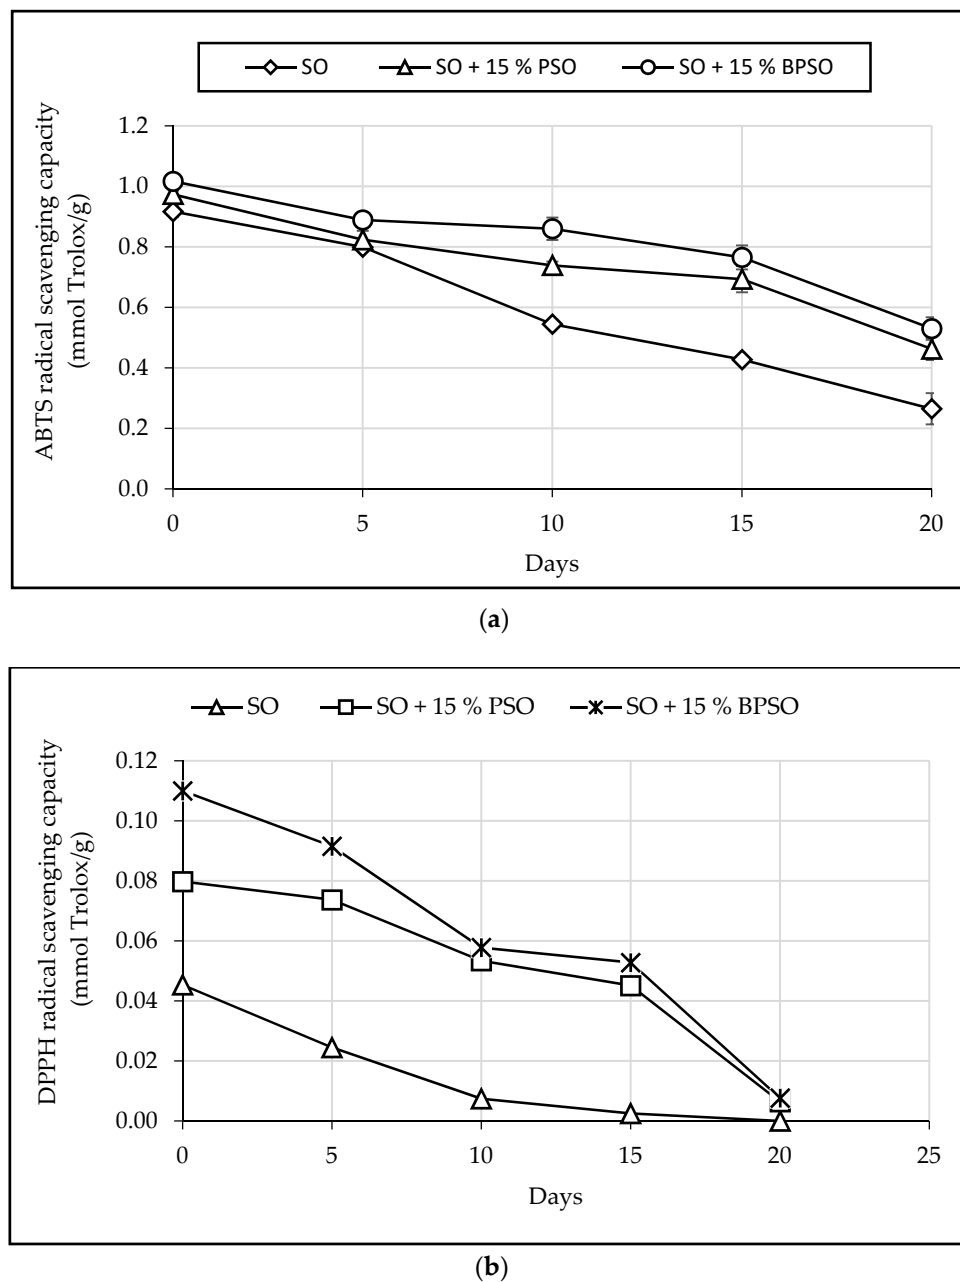 SO SO + 15 % PSO SO + 15 % BPSO
ABTS radical scavenging capacity
(mmol Trolox/g)
1.2
1.0
0.8
0.6
0.4
0.2
0.0
0 5 10 15 20
Days
(a)
SO SO + 15 % PSO SO + 15 % BPSO
DPPH radical scavenging capacity
(mmol Trolox/g)
0.12
0.10
0.08
0.06
0.04
0.02
0.00
0 5 10 15 20 25
Days
(b)